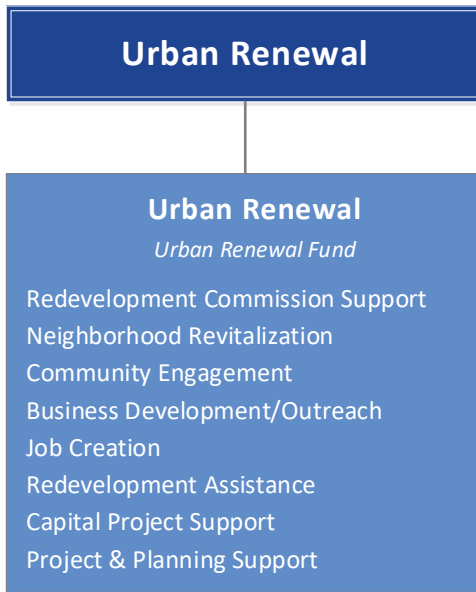 Urban Renewal
Urban Renewal
Urban Renewal Fund
Redevelopment Commission Support
Neighborhood Revitalization
Community Engagement
Business Development/Outreach
Job Creation
Redevelopment Assistance
Capital Project Support
Project & Planning Support